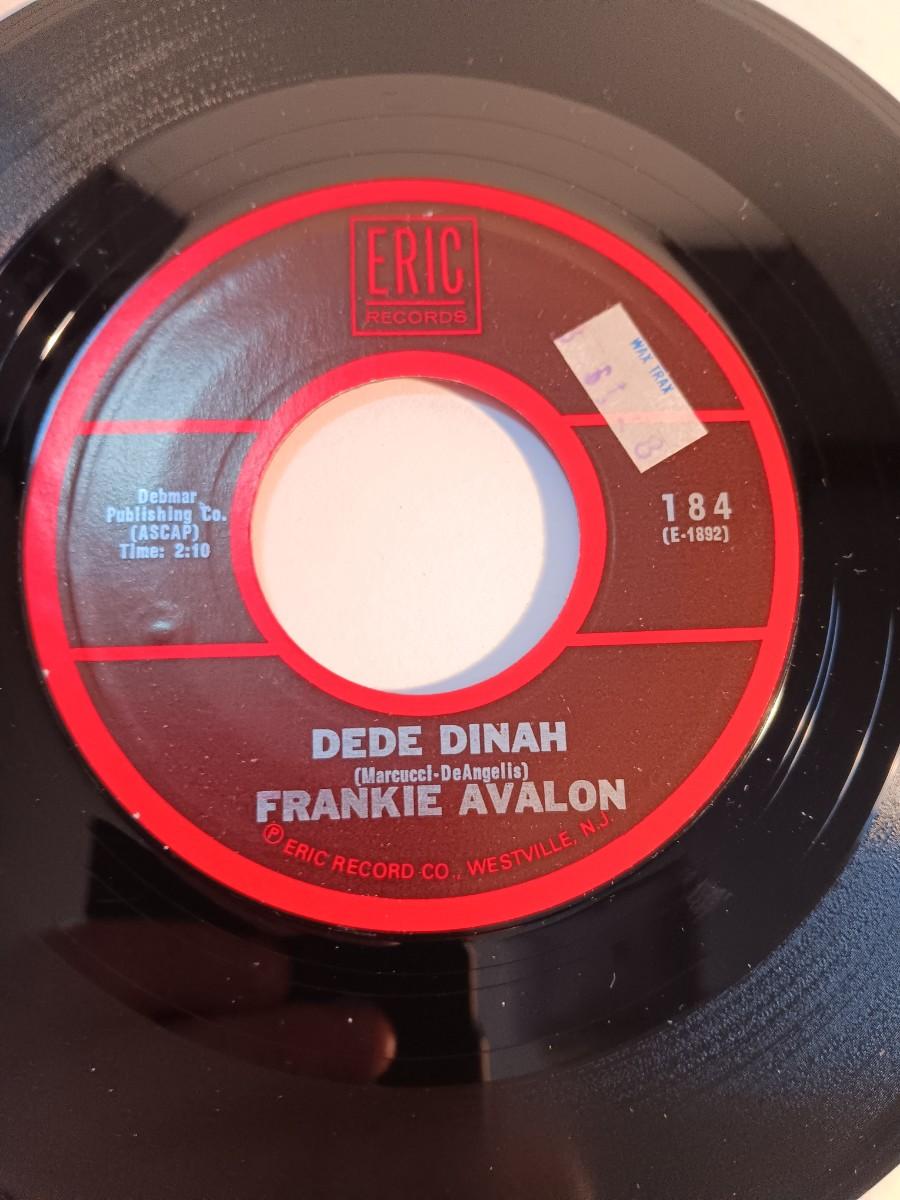 ERIC
RECORDS
WAX TRAX
Debmar
Publishing Co.
(ASCAP)
Time: 2:10
184
(E-1892)
DEDE DINAH
(Marcucci-DeAngelis)
FRANKIE AVALON
Ⓟ ERIC RECORD CO., WESTVILLE, N.J.